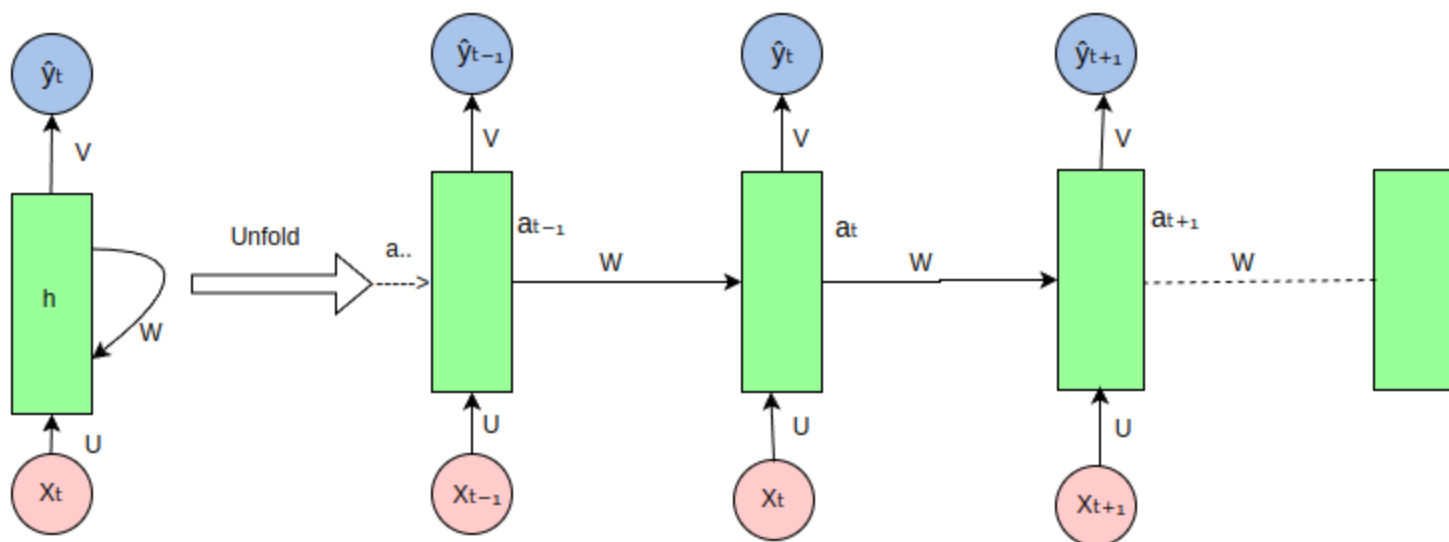 ŷt
V
h
W
U
Xt
Unfold
a..
ŷt−1
V
at−1
W
U
Xt−1
ŷt
V
at
W
U
Xt
ŷt+1
V
at+1
W
U
Xt+1